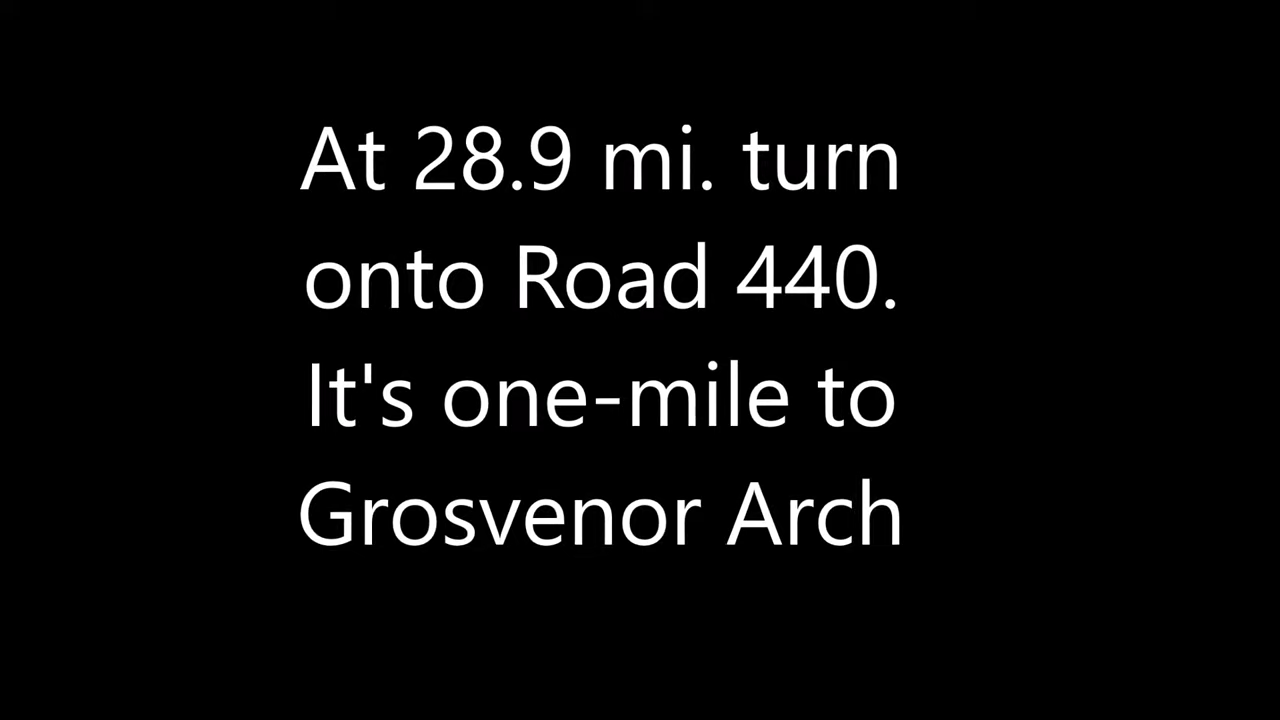 At 28.9 mi. turn
onto Road 440.
It's one-mile to
Grosvenor Arch